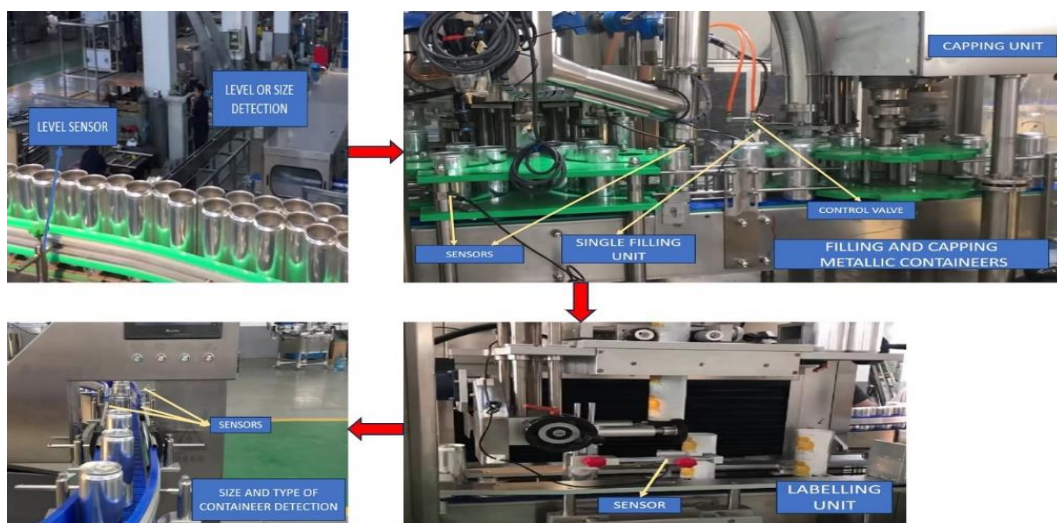 LEVEL OR SIZE
DETECTION
LEVEL SENSOR
CAPPING UNIT
CONTROL VALVE
SENSORS
SINGLE FILLING
UNIT
FILLING AND CAPPING
METALLIC CONTAINEERS
SENSOR
LABELLING
UNIT
SENSORS
SIZE AND TYPE OF
CONTAINEER DETECTION